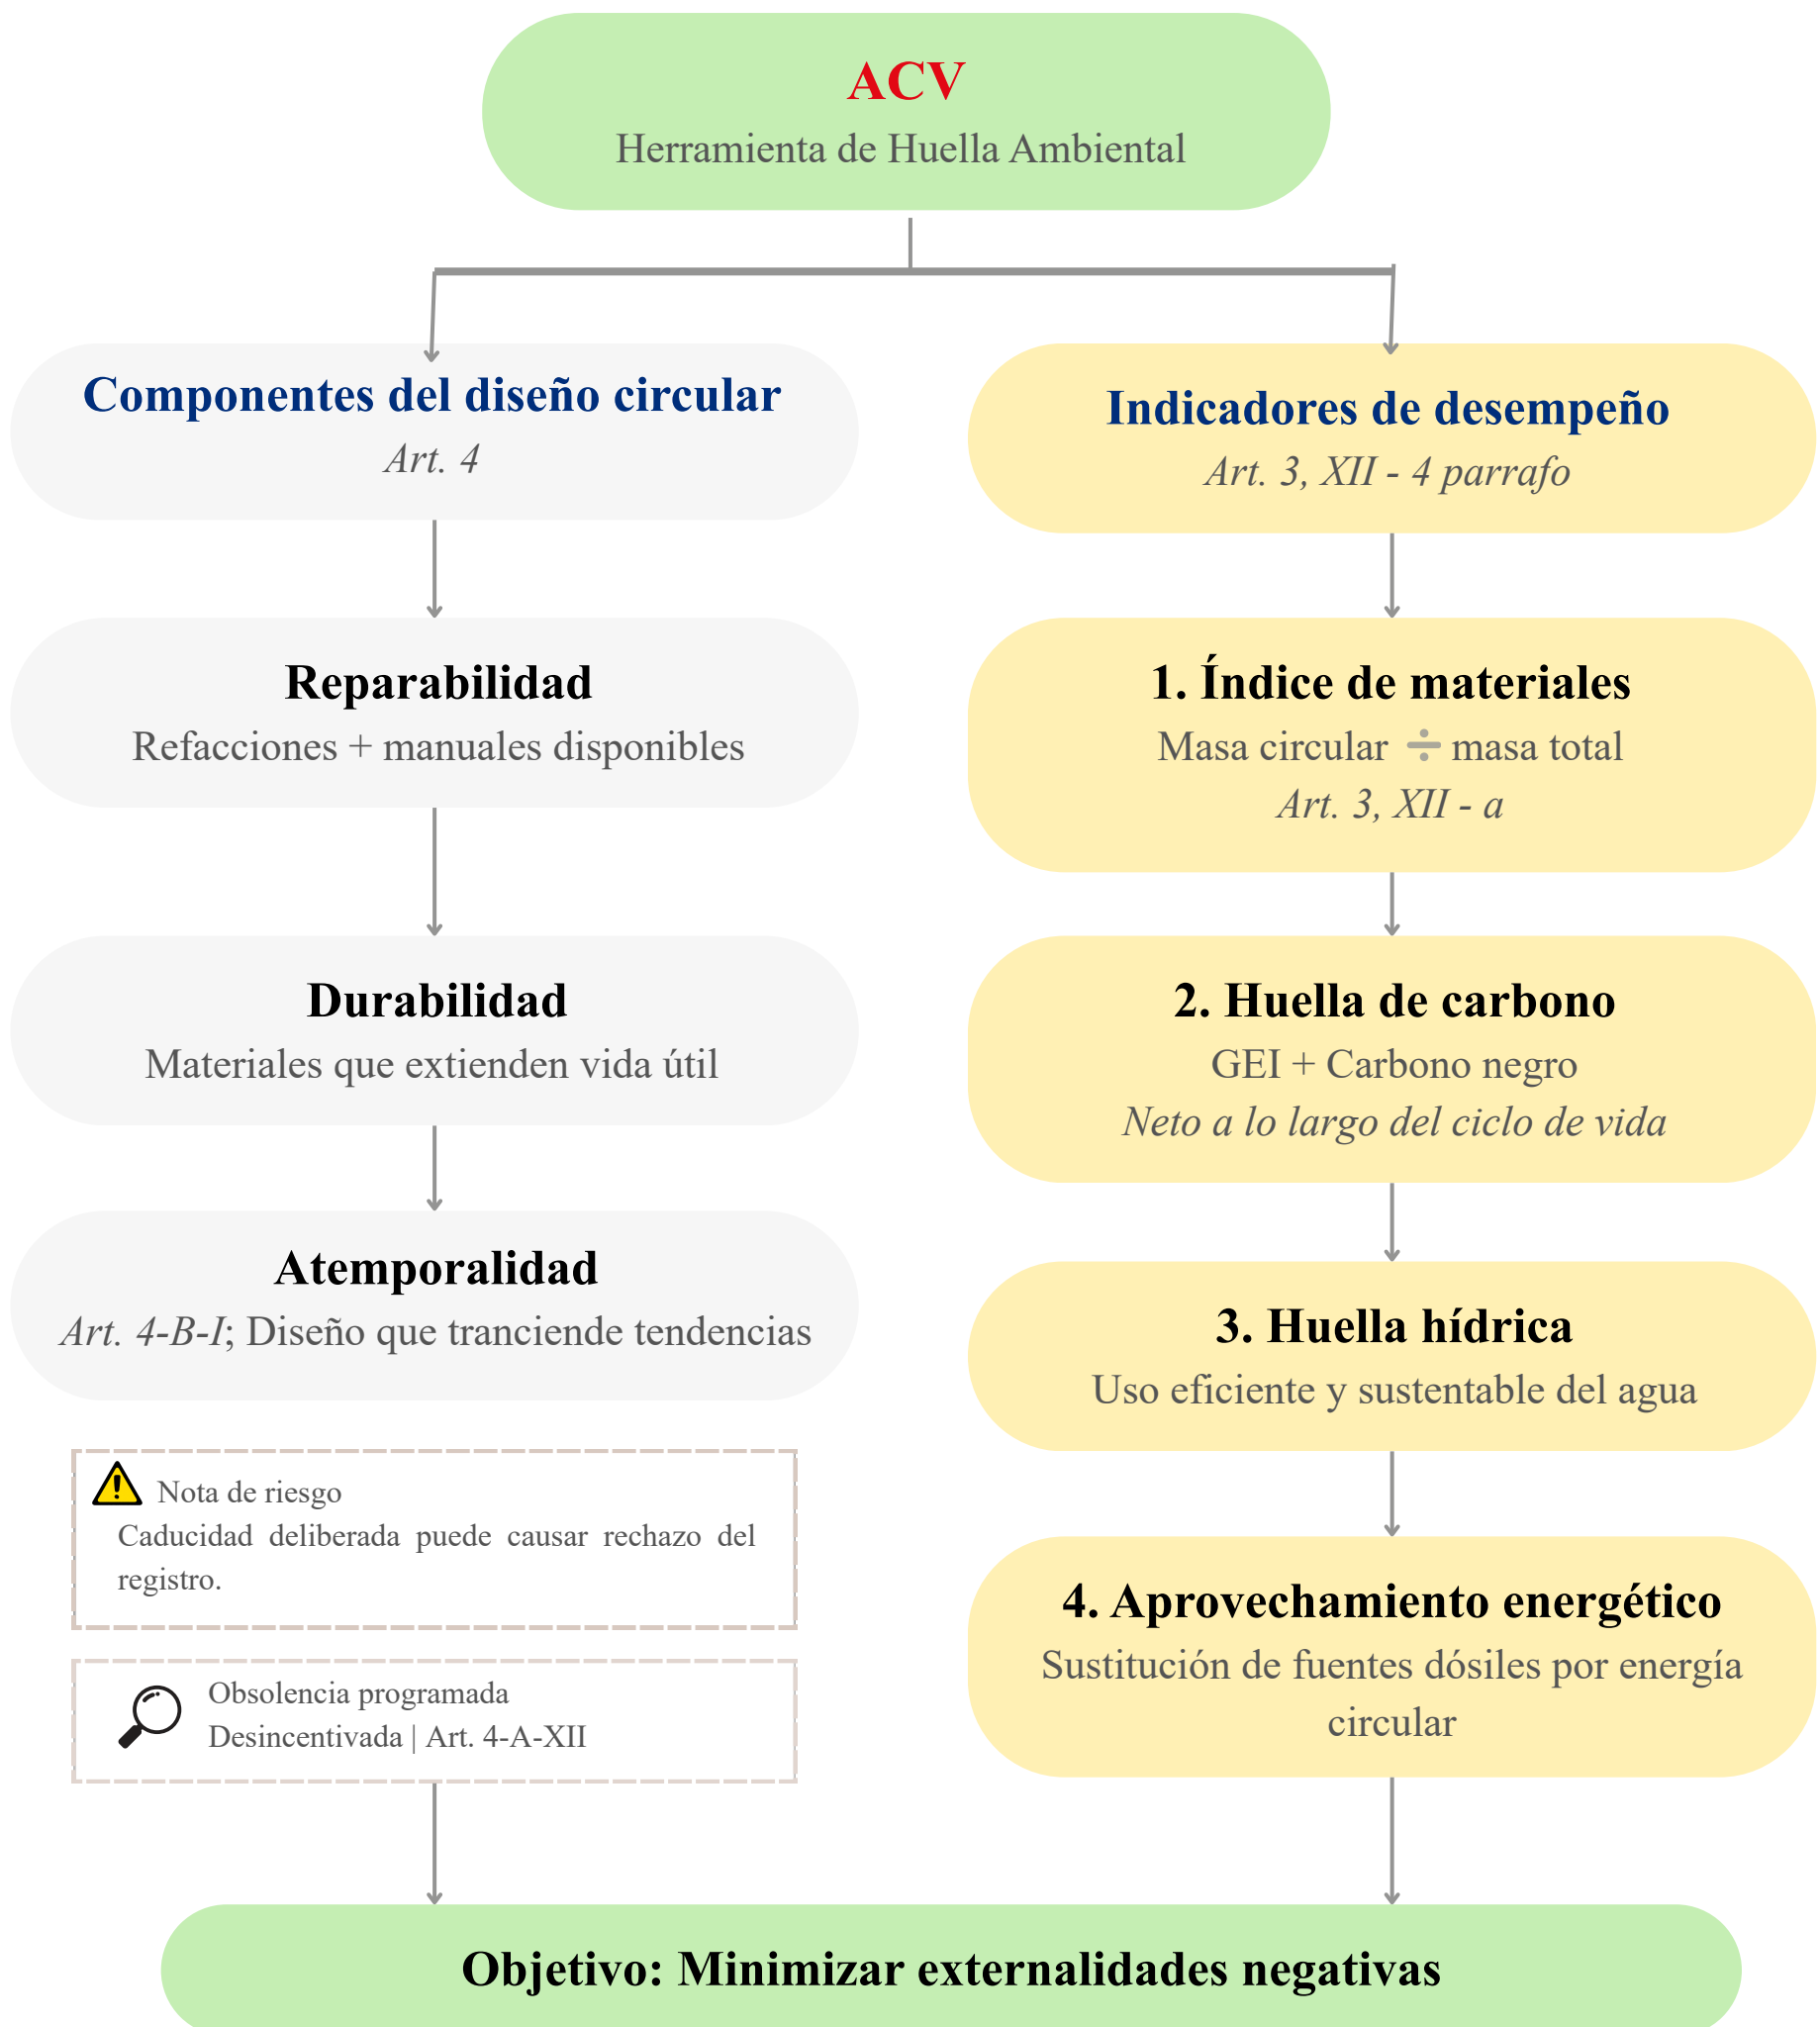 ACV
Herramienta de Huella Ambiental
Componentes del diseño circular
Art. 4
Reparabilidad
Refacciones + manuales disponibles
Durabilidad
Materiales que extienden vida útil
Atemporalidad
Art. 4-B-I; Diseño que tranciende tendencias
Nota de riesgo
Caducidad deliberada puede causar rechazo del
registro.
Obsolencia programada
Desincentivada | Art. 4-A-XII
Indicadores de desempeño
Art. 3, XII - 4 parrafo
1. Índice de materiales
Masa circular ÷ masa total
Art. 3, XII - a
2. Huella de carbono
GEI + Carbono negro
Neto a lo largo del ciclo de vida
3. Huella hídrica
Uso eficiente y sustentable del agua
4. Aprovechamiento energético
Sustitución de fuentes dósiles por energía
circular
Objetivo: Minimizar externalidades negativas